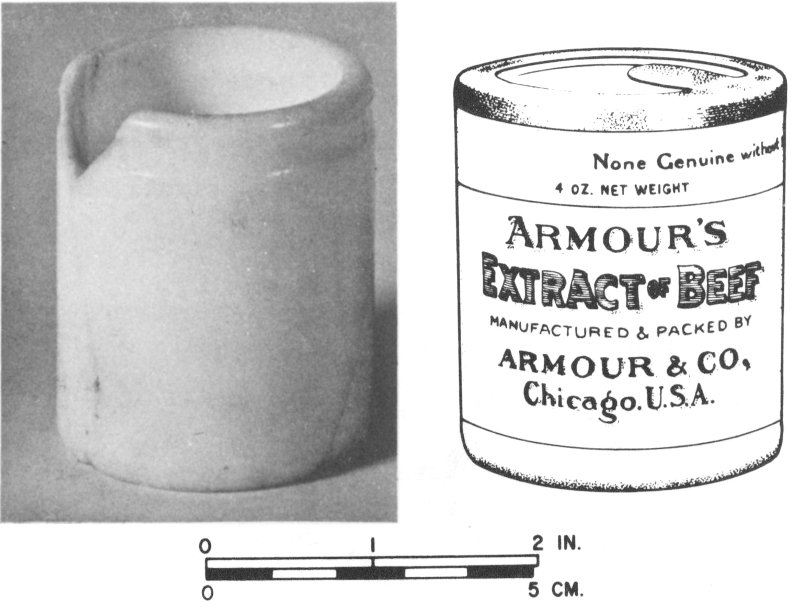 None Genuine without
4 OZ. NET WEIGHT
ARMOUR'S
EXTRACT OF BEEF
MANUFACTURED & PACKED BY
ARMOUR & CO,
Chicago. U.S.A.
0 1 2 IN.
0 5 CM.